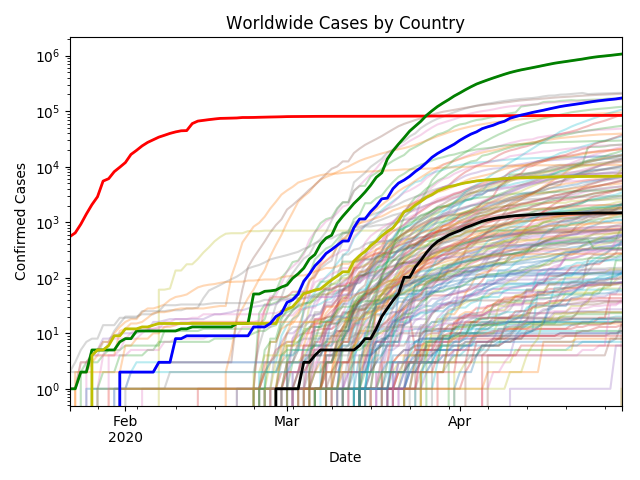 Worldwide Cases by Country
Confirmed Cases
10^6
10^5
10^4
10^3
10^2
10^1
10^0
Feb
2020
Mar
Apr
Date